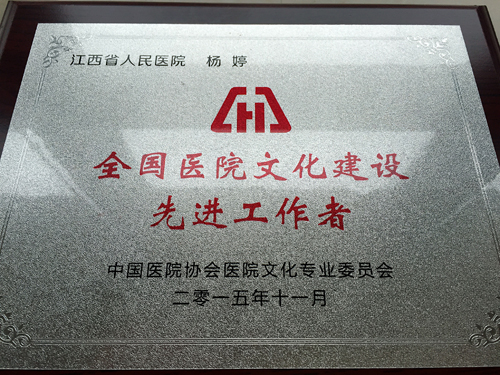 江西省人民医院 杨婷
全国医院文化建设
先进工作者
中国医院协会医院文化专业委员会
二零一五年十一月